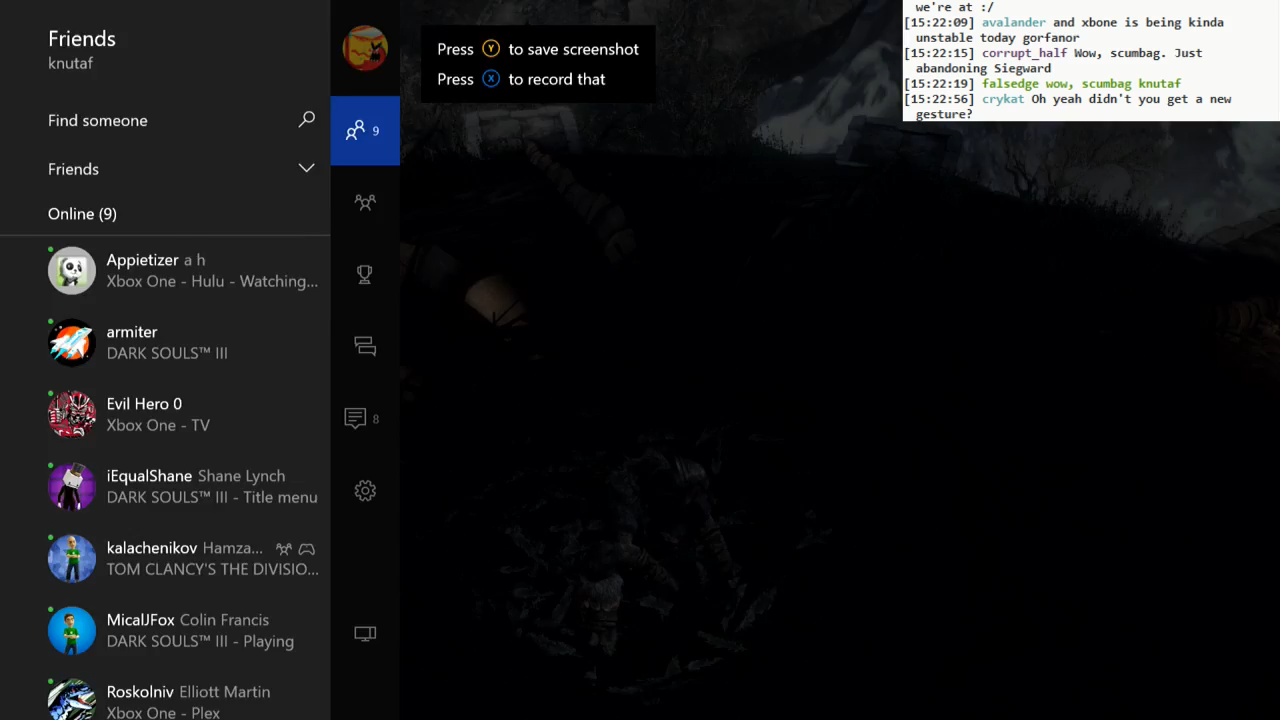 Friends
knutaf
Find someone
Friends
Online (9)
Appietizer a h
Xbox One - Hulu - Watching...
armiter
DARK SOULS™ III
Evil Hero 0
Xbox One - TV
iEqualShane Shane Lynch
DARK SOULS™ III - Title menu
kalachenikov Hamza...
TOM CLANCY'S THE DIVISIO...
MicalJFox Colin Francis
DARK SOULS™ III - Playing
Roskolniv Elliott Martin
Xbox One - Plex
9
8
Press Y to save screenshot
Press X to record that
we're at :/
[15:22:09] avalander and xbone is being kinda
unstable today gorfanor
[15:22:15] corrupt_half Wow, scumbag. Just
abandoning Siegward
[15:22:19] falsedge wow, scumbag knutaf
[15:22:56] crykat Oh yeah didn't you get a new
gesture?